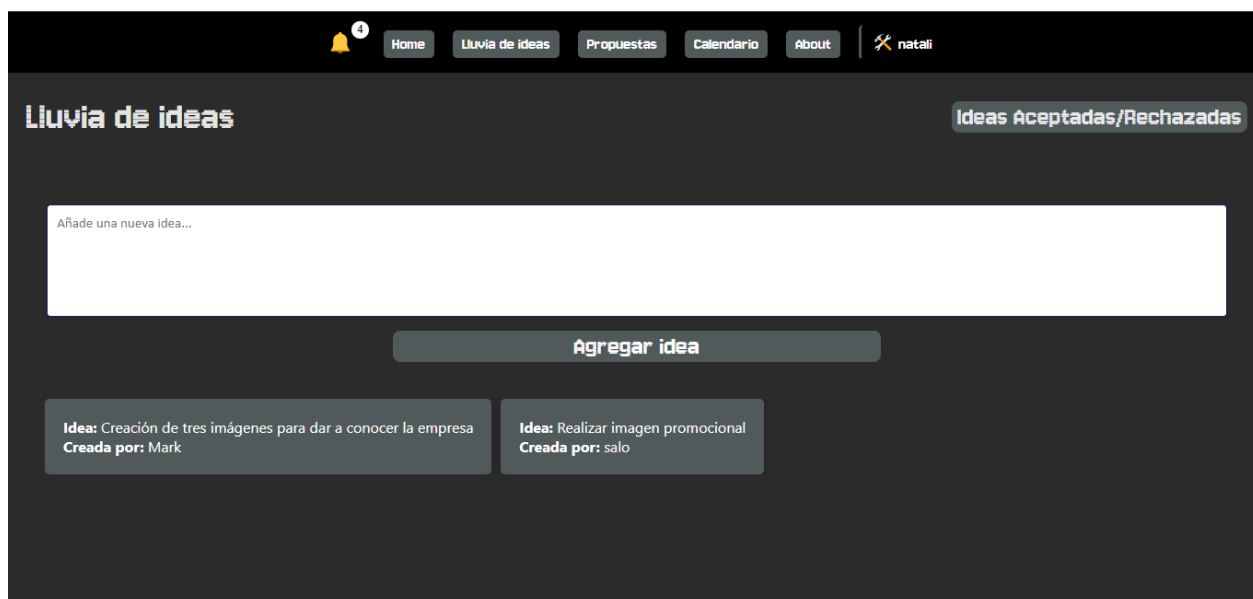 4
Home
Lluvia de ideas
Propuestas
Calendario
About
natali
Lluvia de ideas
Ideas Aceptadas/Rechazadas
Añade una nueva idea...
Agregar idea
Idea: Creación de tres imágenes para dar a conocer la empresa
Creada por: Mark
Idea: Realizar imagen promocional
Creada por: salo